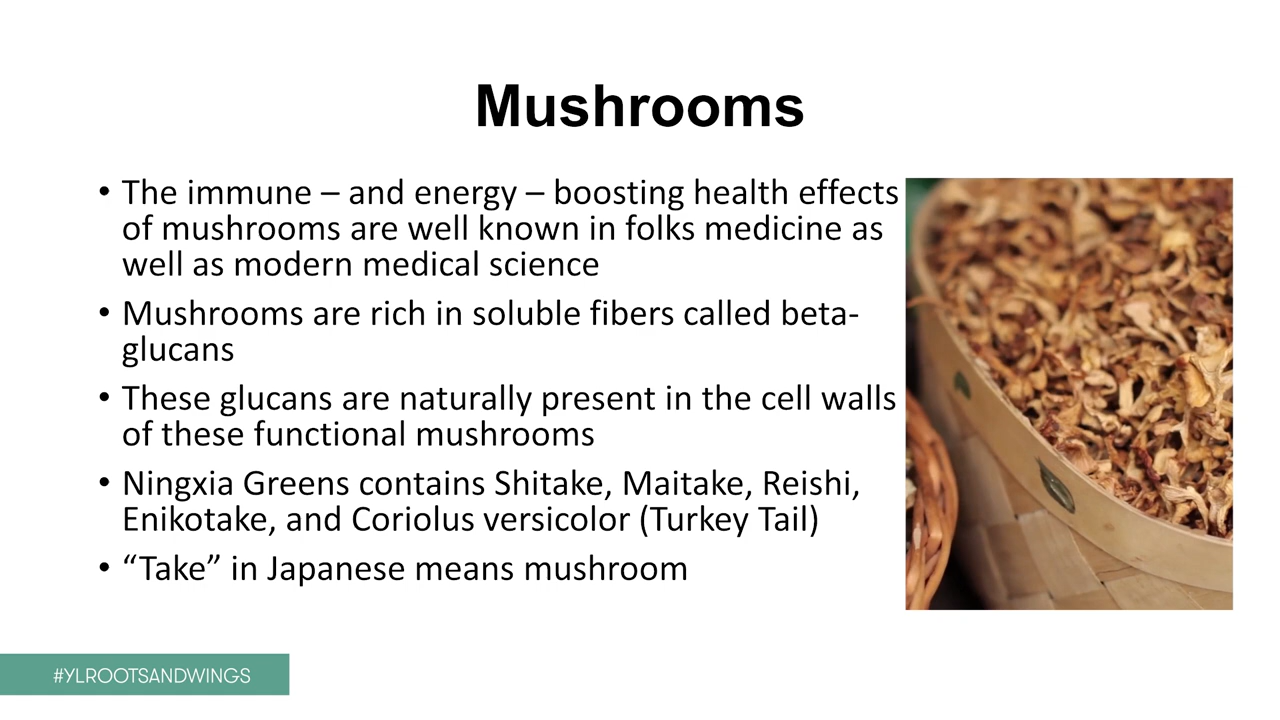 Mushrooms
• The immune – and energy – boosting health effects
of mushrooms are well known in folks medicine as
well as modern medical science
• Mushrooms are rich in soluble fibers called beta-
glucans
• These glucans are naturally present in the cell walls
of these functional mushrooms
• Ningxia Greens contains Shitake, Maitake, Reishi,
Enikotake, and Coriolus versicolor (Turkey Tail)
• “Take” in Japanese means mushroom
#YLROOTSANDWINGS